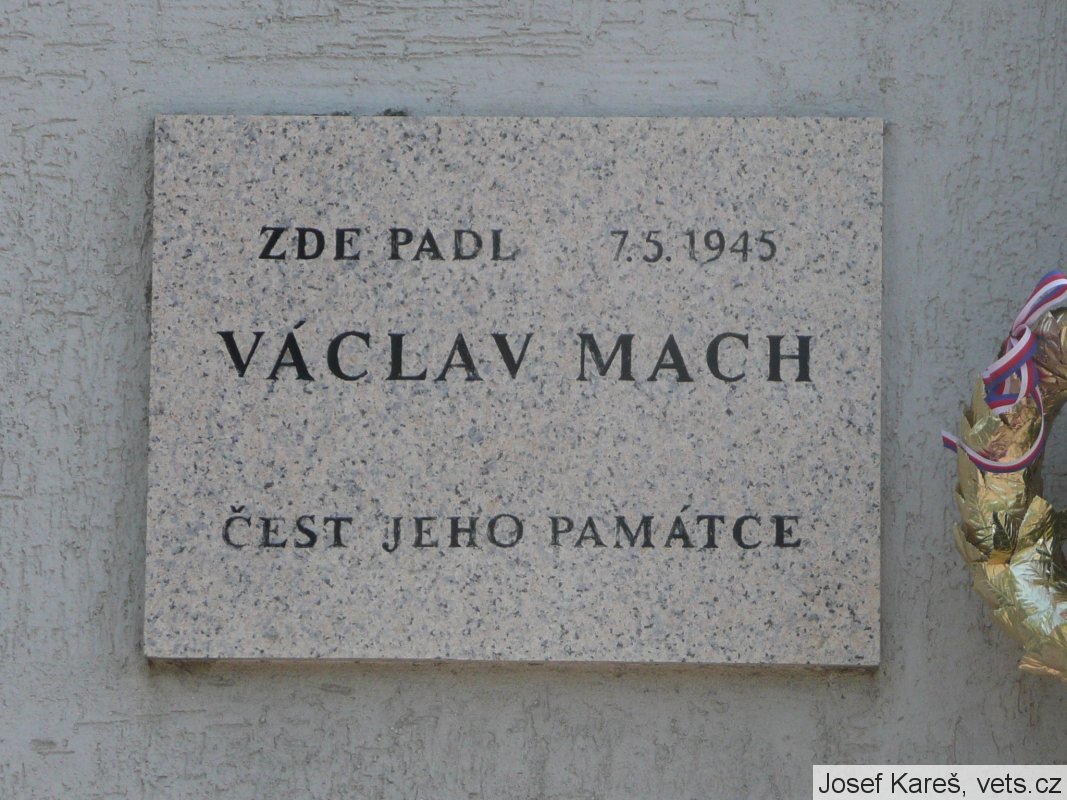 ZDE PADL 7.5.1945
VÁCLAV MACH
ČEST JEHO PAMÁTCE
Josef Kareš, vets.cz